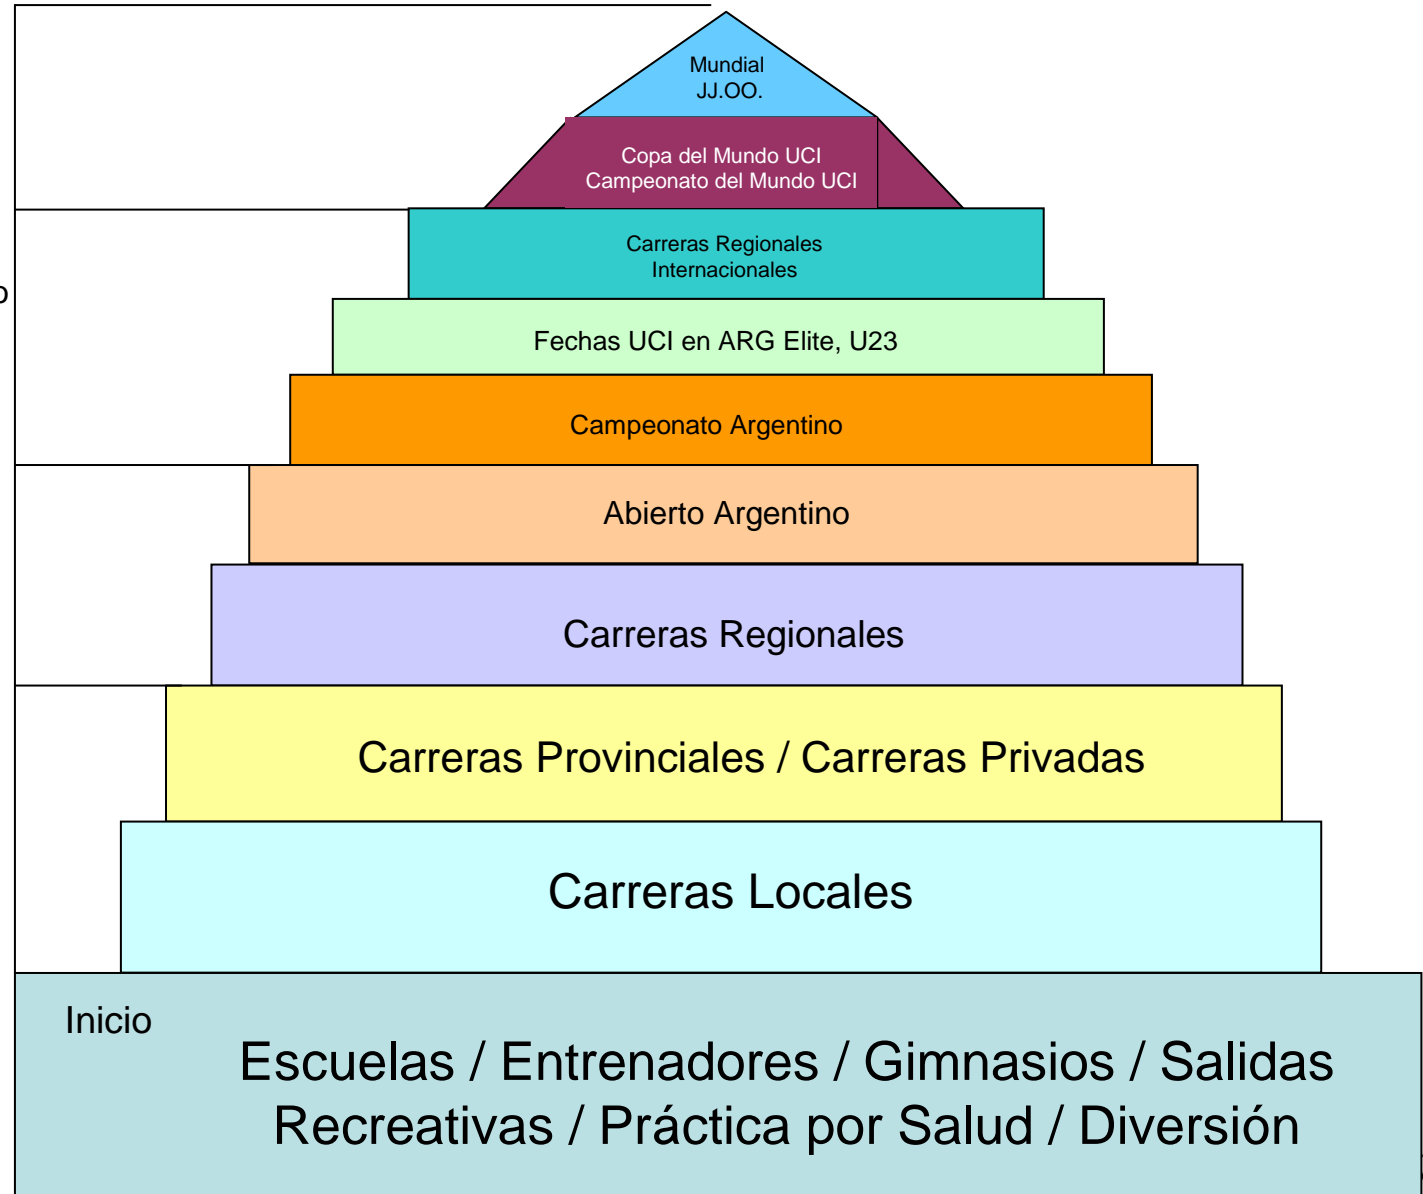 Mundial
JJ.OO.
Copa del Mundo UCI
Campeonato del Mundo UCI
Carreras Regionales
Internacionales
Fechas UCI en ARG Elite, U23
Campeonato Argentino
Abierto Argentino
Carreras Regionales
Carreras Provinciales / Carreras Privadas
Carreras Locales
Inicio
Escuelas / Entrenadores / Gimnasios / Salidas
Recreativas / Práctica por Salud / Diversión